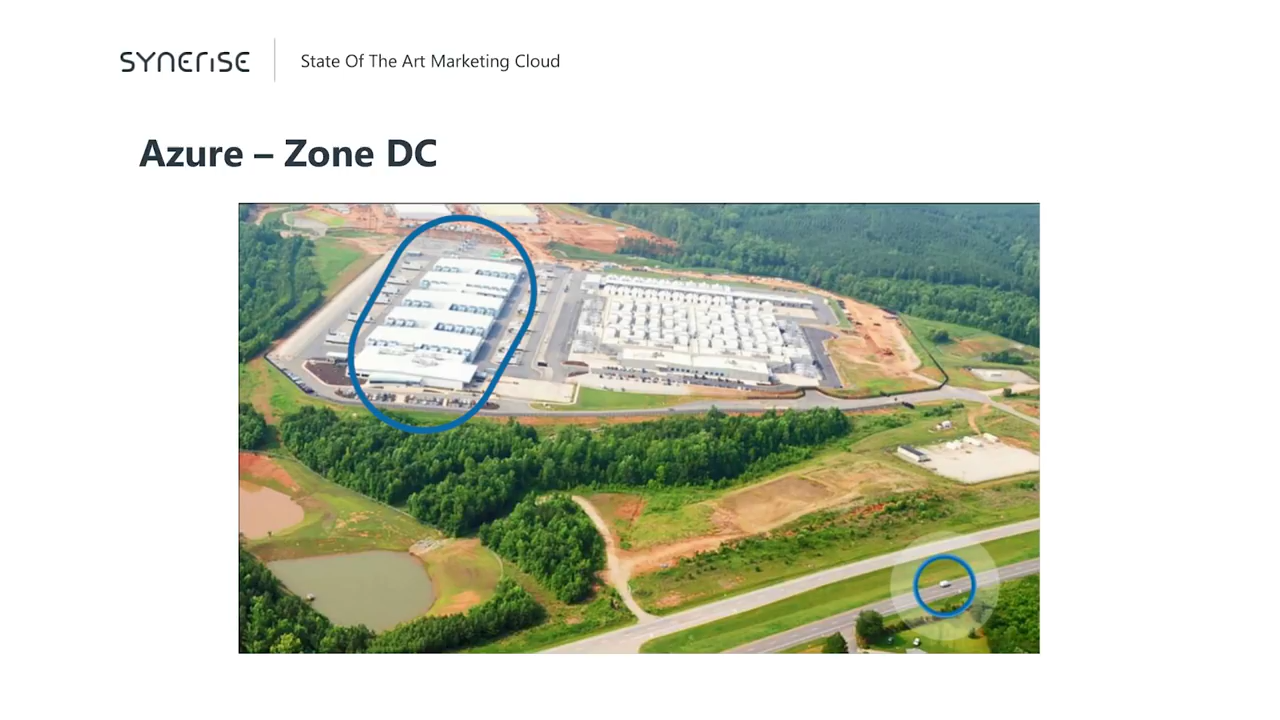 SYNERISE
State Of The Art Marketing Cloud
Azure – Zone DC